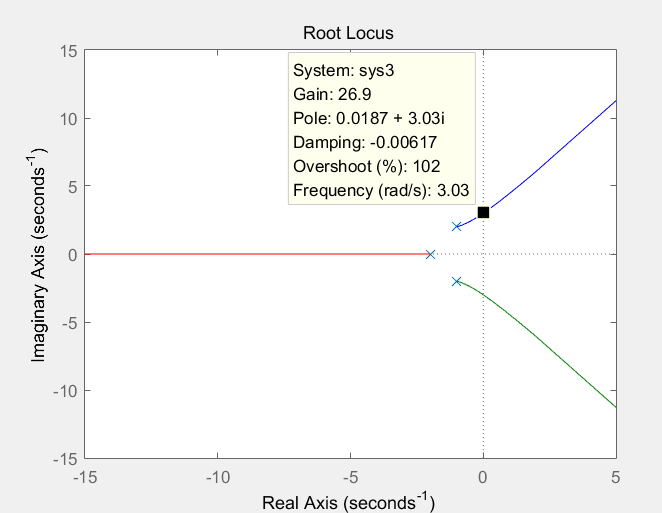 Root Locus
System: sys3
Gain: 26.9
Pole: 0.0187 + 3.03i
Damping: -0.00617
Overshoot (%): 102
Frequency (rad/s): 3.03
Imaginary Axis (seconds⁻¹)
15
10
5
0
-5
-10
-15
-15
-10
-5
0
5
Real Axis (seconds⁻¹)